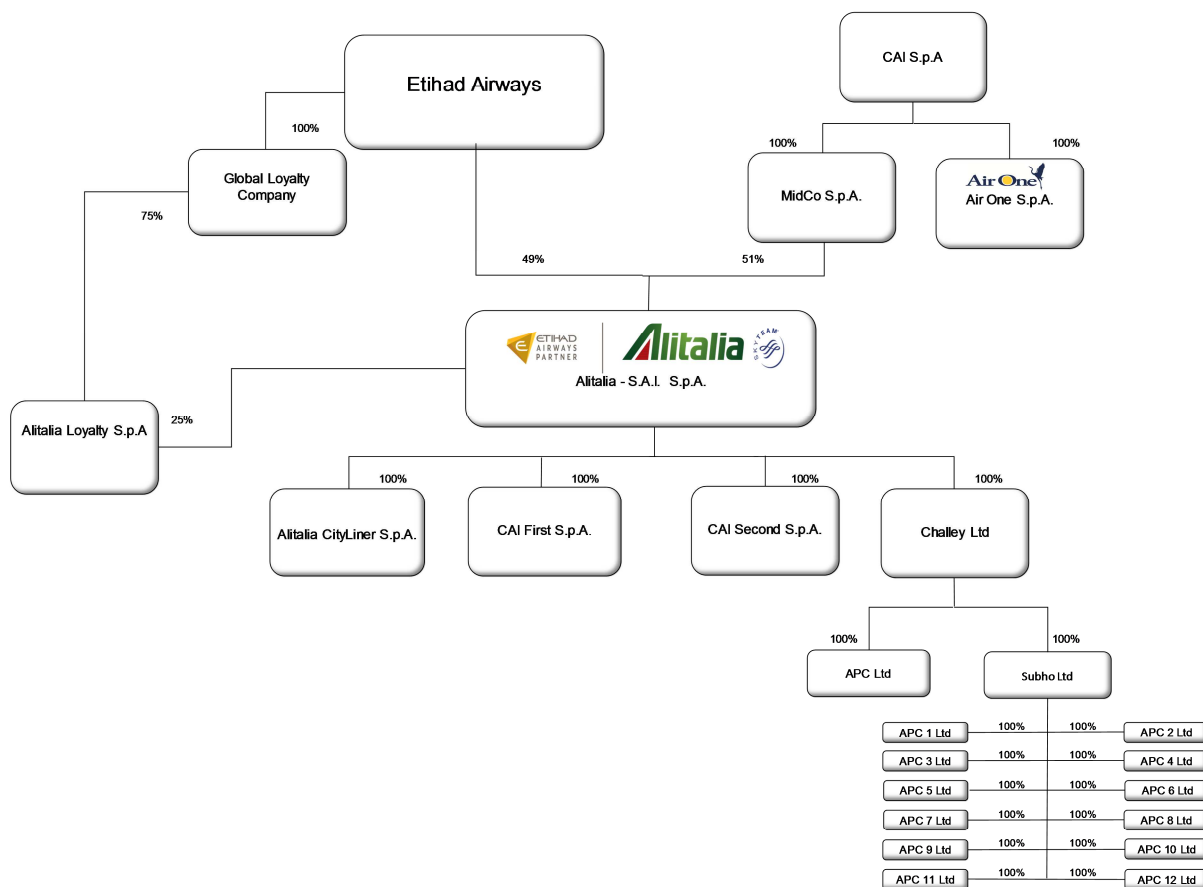 Etihad Airways
CAI S.p.A
100%
100%
100%
Global Loyalty
Company
MidCo S.p.A.
Air One
Air One S.p.A.
75%
49%
51%
ETIHAD
AIRWAYS
PARTNER
Alitalia
SKYTEAM
Alitalia - S.A.I. S.p.A.
Alitalia Loyalty S.p.A
25%
100%
100%
100%
100%
Alitalia CityLiner S.p.A.
CAI First S.p.A.
CAI Second S.p.A.
Challey Ltd
100%
100%
APC Ltd
Subho Ltd
APC 1 Ltd 100% 100% APC 2 Ltd
APC 3 Ltd 100% 100% APC 4 Ltd
APC 5 Ltd 100% 100% APC 6 Ltd
APC 7 Ltd 100% 100% APC 8 Ltd
APC 9 Ltd 100% 100% APC 10 Ltd
APC 11 Ltd 100% 100% APC 12 Ltd